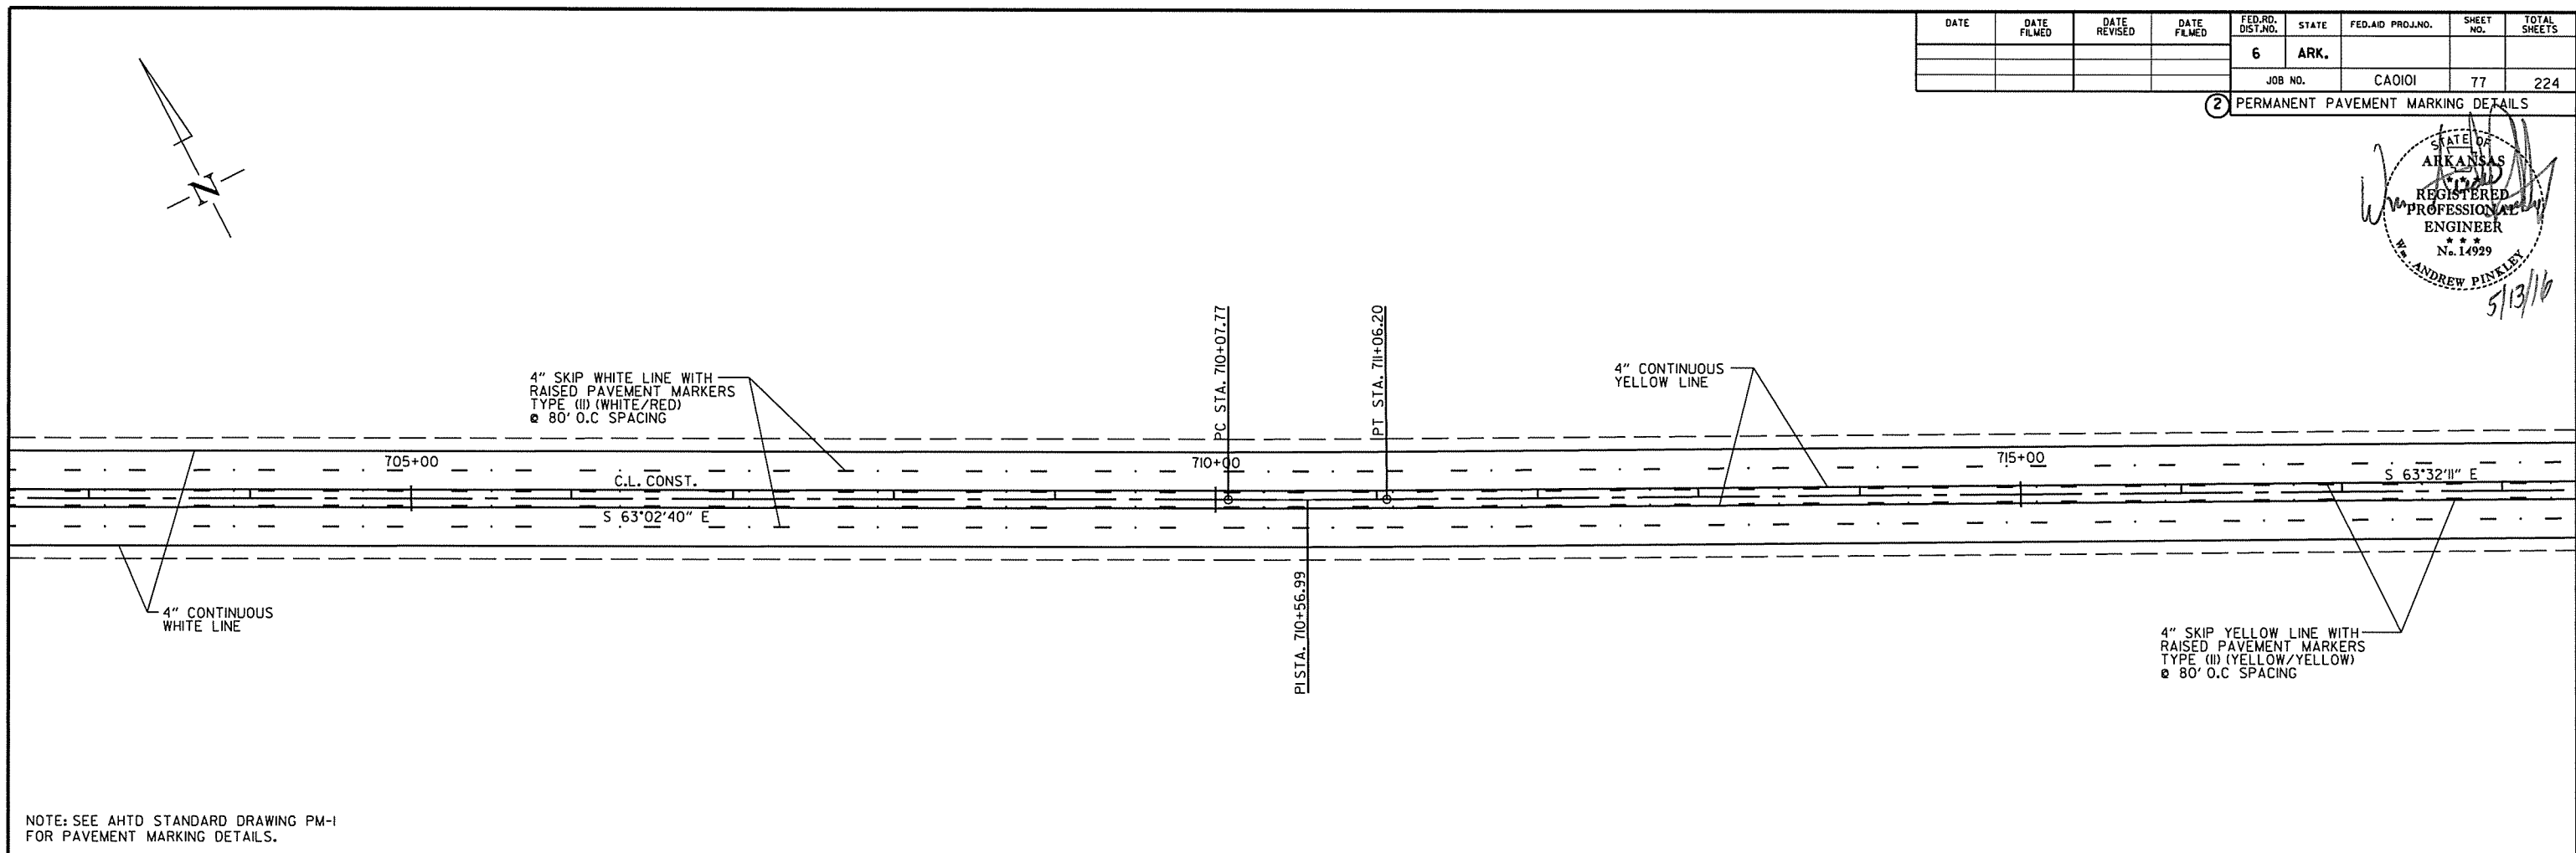 DATE
DATE FILMED
DATE REVISED
DATE FILMED
FED.RD. DIST.NO.
STATE
FED.AID PROJ.NO.
SHEET NO.
TOTAL SHEETS
6
ARK.
JOB NO.
CA0101
77
224
2 PERMANENT PAVEMENT MARKING DETAILS
STATE OF
ARKANSAS
★ ★ ★
REGISTERED
PROFESSIONAL
ENGINEER
★ ★ ★
No. 14929
Wm. ANDREW PINKLEY
5/13/16
N
4" SKIP WHITE LINE WITH
RAISED PAVEMENT MARKERS
TYPE (II) (WHITE/RED)
@ 80' O.C SPACING
PC STA. 710+07.77
PT STA. 711+06.20
4" CONTINUOUS
YELLOW LINE
705+00
710+00
715+00
C.L. CONST.
S 63°32'11" E
S 63°02'40" E
PI STA. 710+56.99
4" CONTINUOUS
WHITE LINE
4" SKIP YELLOW LINE WITH
RAISED PAVEMENT MARKERS
TYPE (II) (YELLOW/YELLOW)
@ 80' O.C SPACING
NOTE: SEE AHTD STANDARD DRAWING PM-1
FOR PAVEMENT MARKING DETAILS.